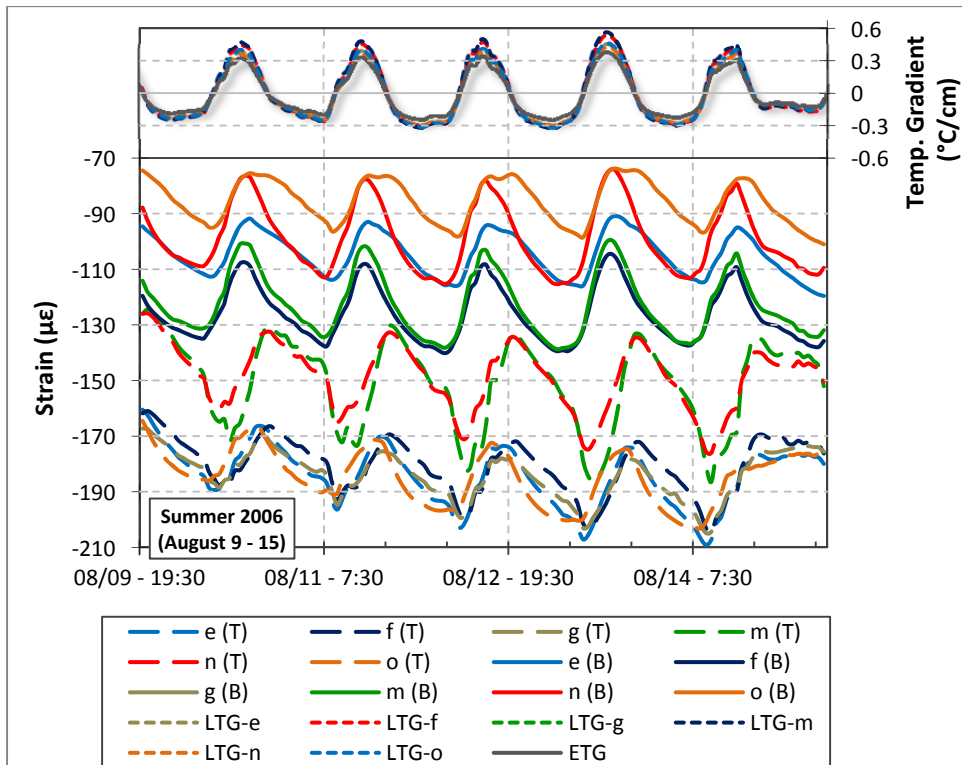 0.6
0.3
0
-0.3
-0.6
Temp. Gradient
(°C/cm)
-70
-90
-110
-130
-150
-170
-190
-210
Strain (με)
Summer 2006
(August 9 - 15)
08/09 - 19:30 08/11 - 7:30 08/12 - 19:30 08/14 - 7:30
e (T) f (T) g (T) m (T)
n (T) o (T) e (B) f (B)
g (B) m (B) n (B) o (B)
LTG-e LTG-f LTG-g LTG-m
LTG-n LTG-o ETG